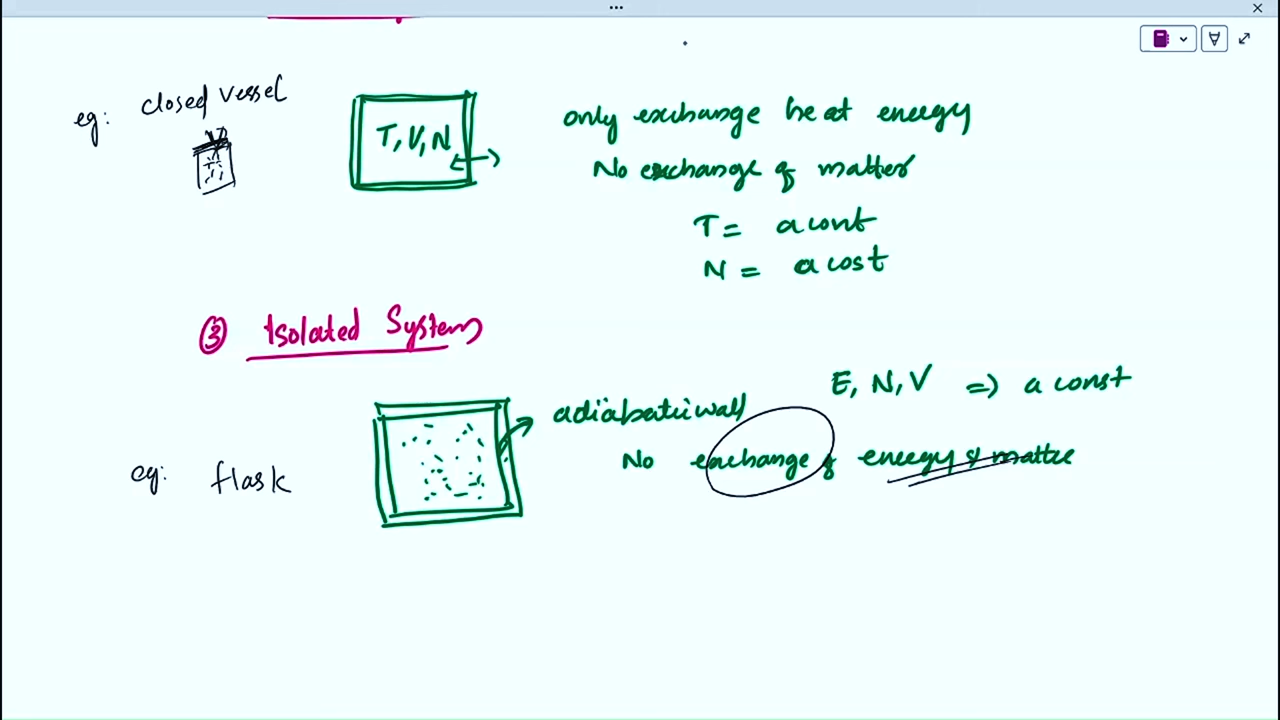 eg: closed vessel
T, V, N
only exchange heat energy
No exchange of matter
T = a cont
N = a cost
③ Isolated System
E, N, V ⇒ a const
adiabatic wall
No exchange of energy & matter
eg: flask